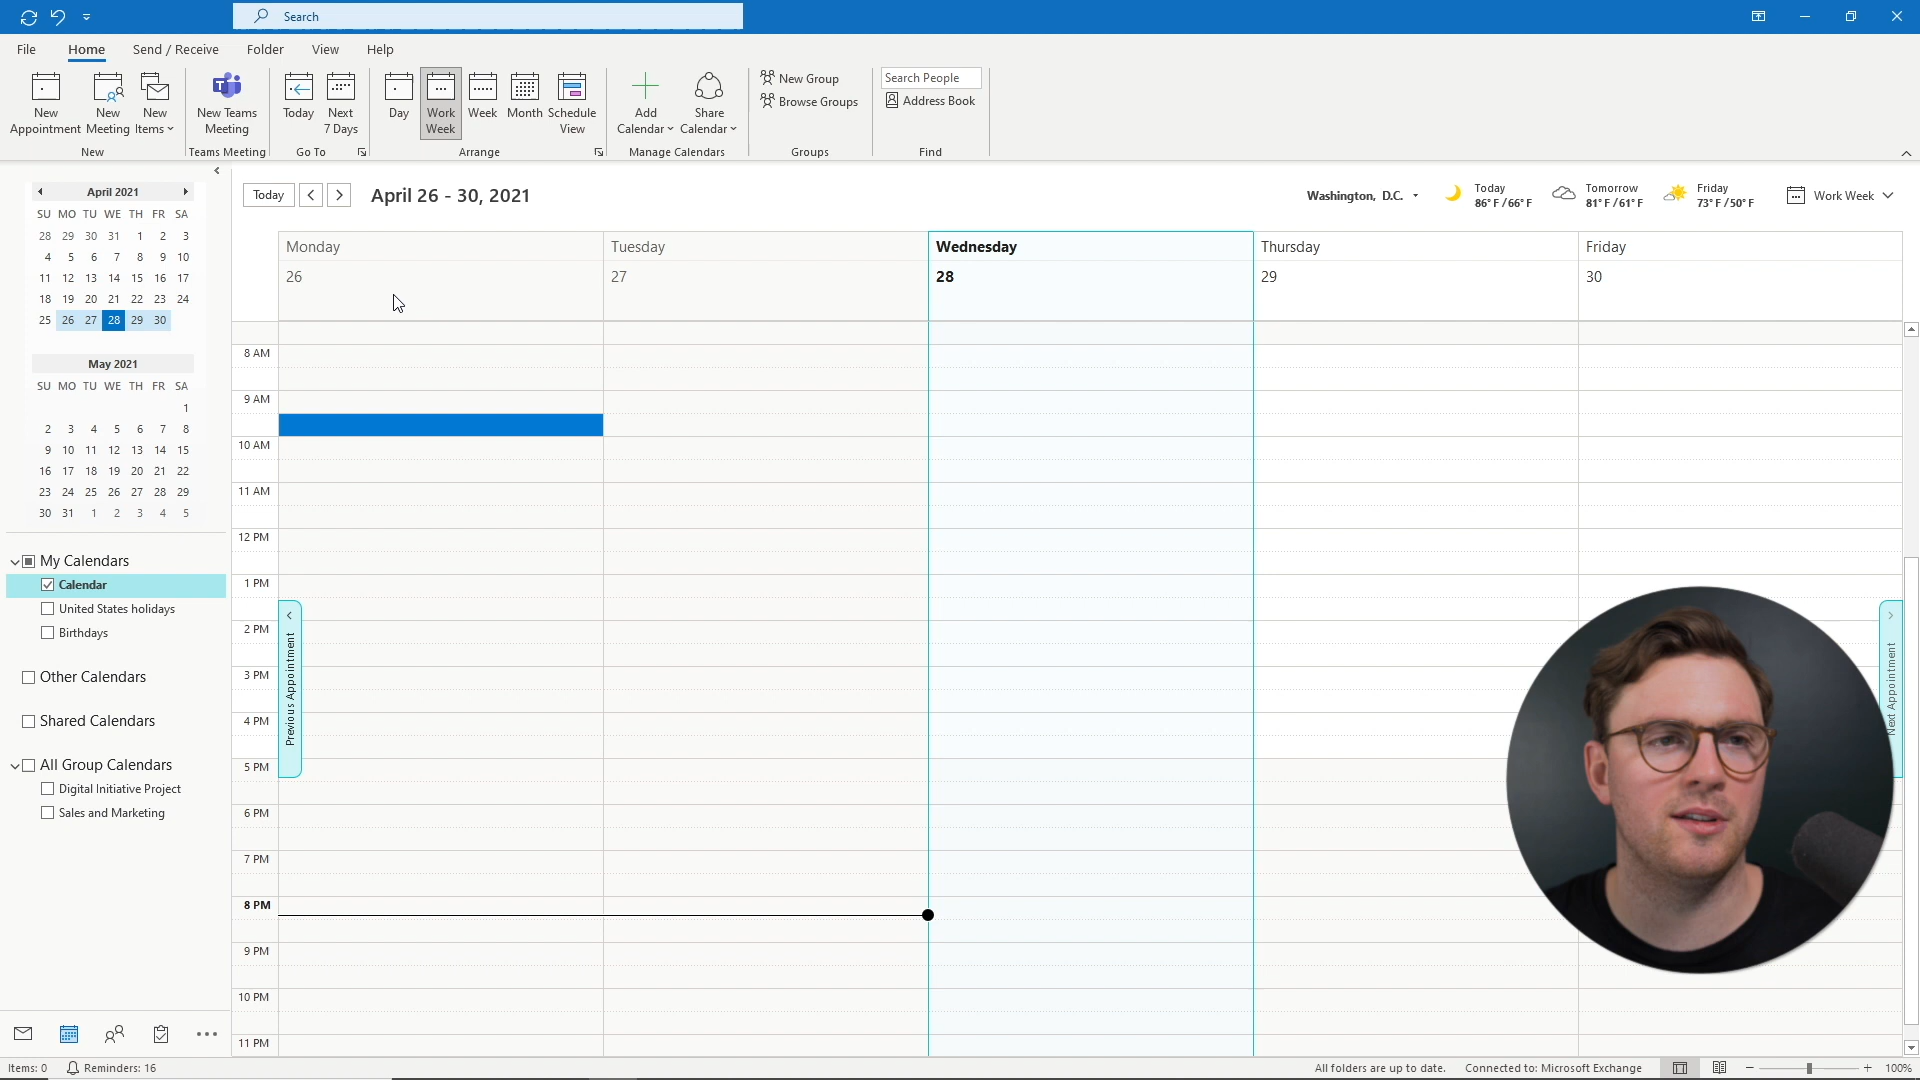 Search
File Home Send / Receive Folder View Help
New Appointment
New Meeting
New Items
New
New Teams Meeting
Teams Meeting
Today
Next 7 Days
Go To
Day
Work Week
Week
Month
Schedule View
Arrange
Add Calendar
Share Calendar
Manage Calendars
New Group
Browse Groups
Groups
Search People
Address Book
Find
April 2021
SU MO TU WE TH FR SA
28 29 30 31 1 2 3
4 5 6 7 8 9 10
11 12 13 14 15 16 17
18 19 20 21 22 23 24
25 26 27 28 29 30
May 2021
SU MO TU WE TH FR SA
1
2 3 4 5 6 7 8
9 10 11 12 13 14 15
16 17 18 19 20 21 22
23 24 25 26 27 28 29
30 31 1 2 3 4 5
My Calendars
Calendar
United States holidays
Birthdays
Other Calendars
Shared Calendars
All Group Calendars
Digital Initiative Project
Sales and Marketing
Today
April 26 - 30, 2021
Washington, D.C.
Today
86°F/66°F
Tomorrow
81°F/61°F
Friday
73°F/50°F
Work Week
Monday Tuesday Wednesday Thursday Friday
26 27 28 29 30
8 AM
9 AM
10 AM
11 AM
12 PM
1 PM
2 PM
3 PM
4 PM
5 PM
6 PM
7 PM
8 PM
9 PM
10 PM
11 PM
Previous Appointment
Next Appointment
Items: 0 Reminders: 16
All folders are up to date. Connected to: Microsoft Exchange 100%